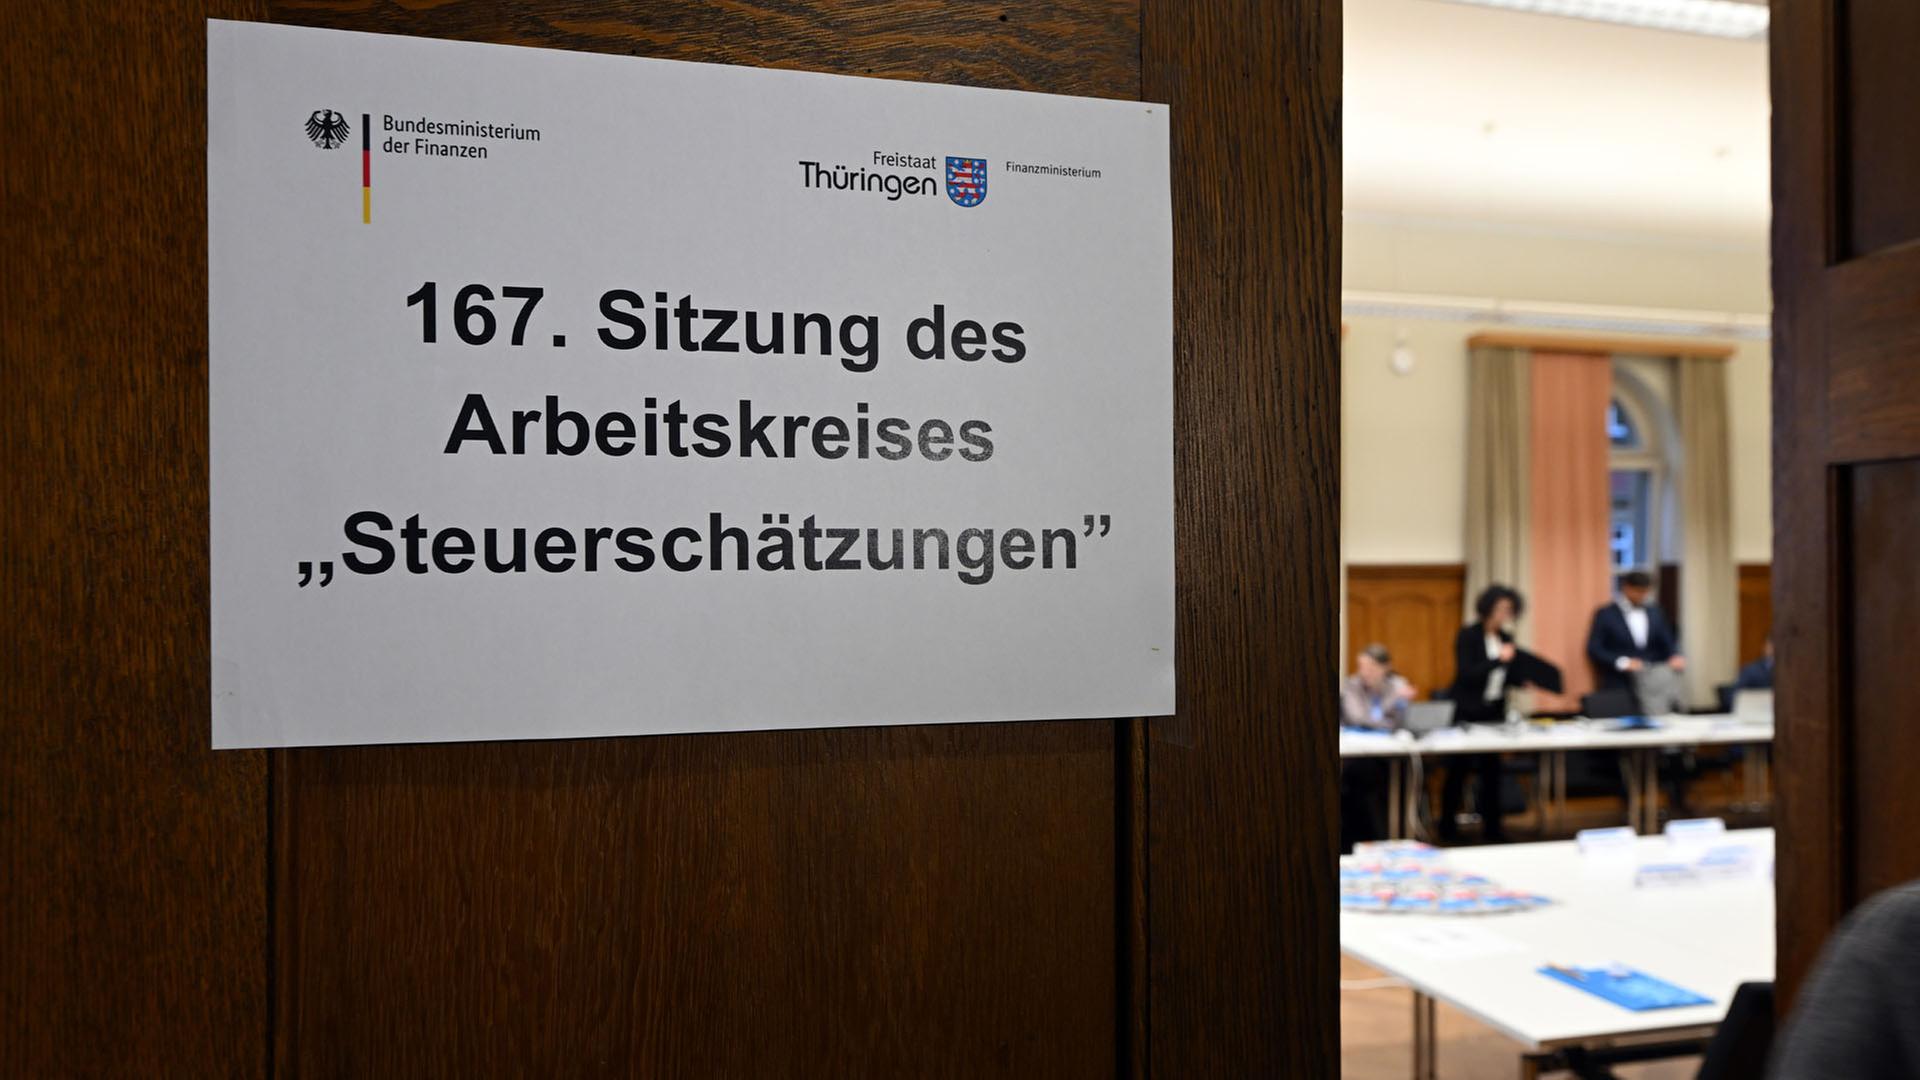 Bundesministerium
der Finanzen
Freistaat
Thüringen
Finanzministerium
167. Sitzung des
Arbeitskreises
„Steuerschätzungen”